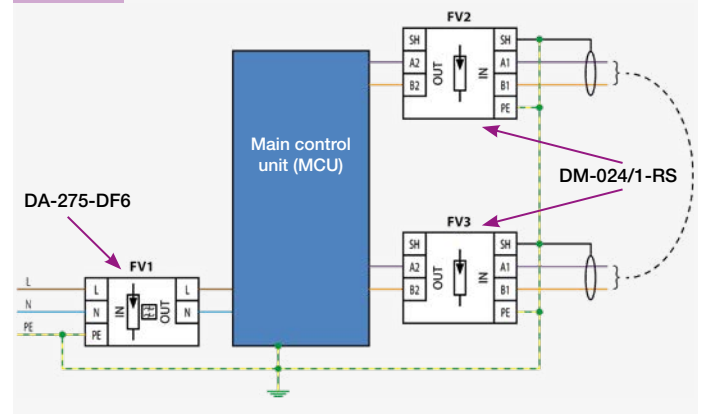 FV2
SH SH
A2 OUT IN A1
B2 B1
PE
Main control
unit (MCU)
DM-024/1-RS
DA-275-DF6
FV3
SH SH
A2 OUT IN A1
B2 B1
PE
FV1
L L IN OUT L
N N N
PE PE